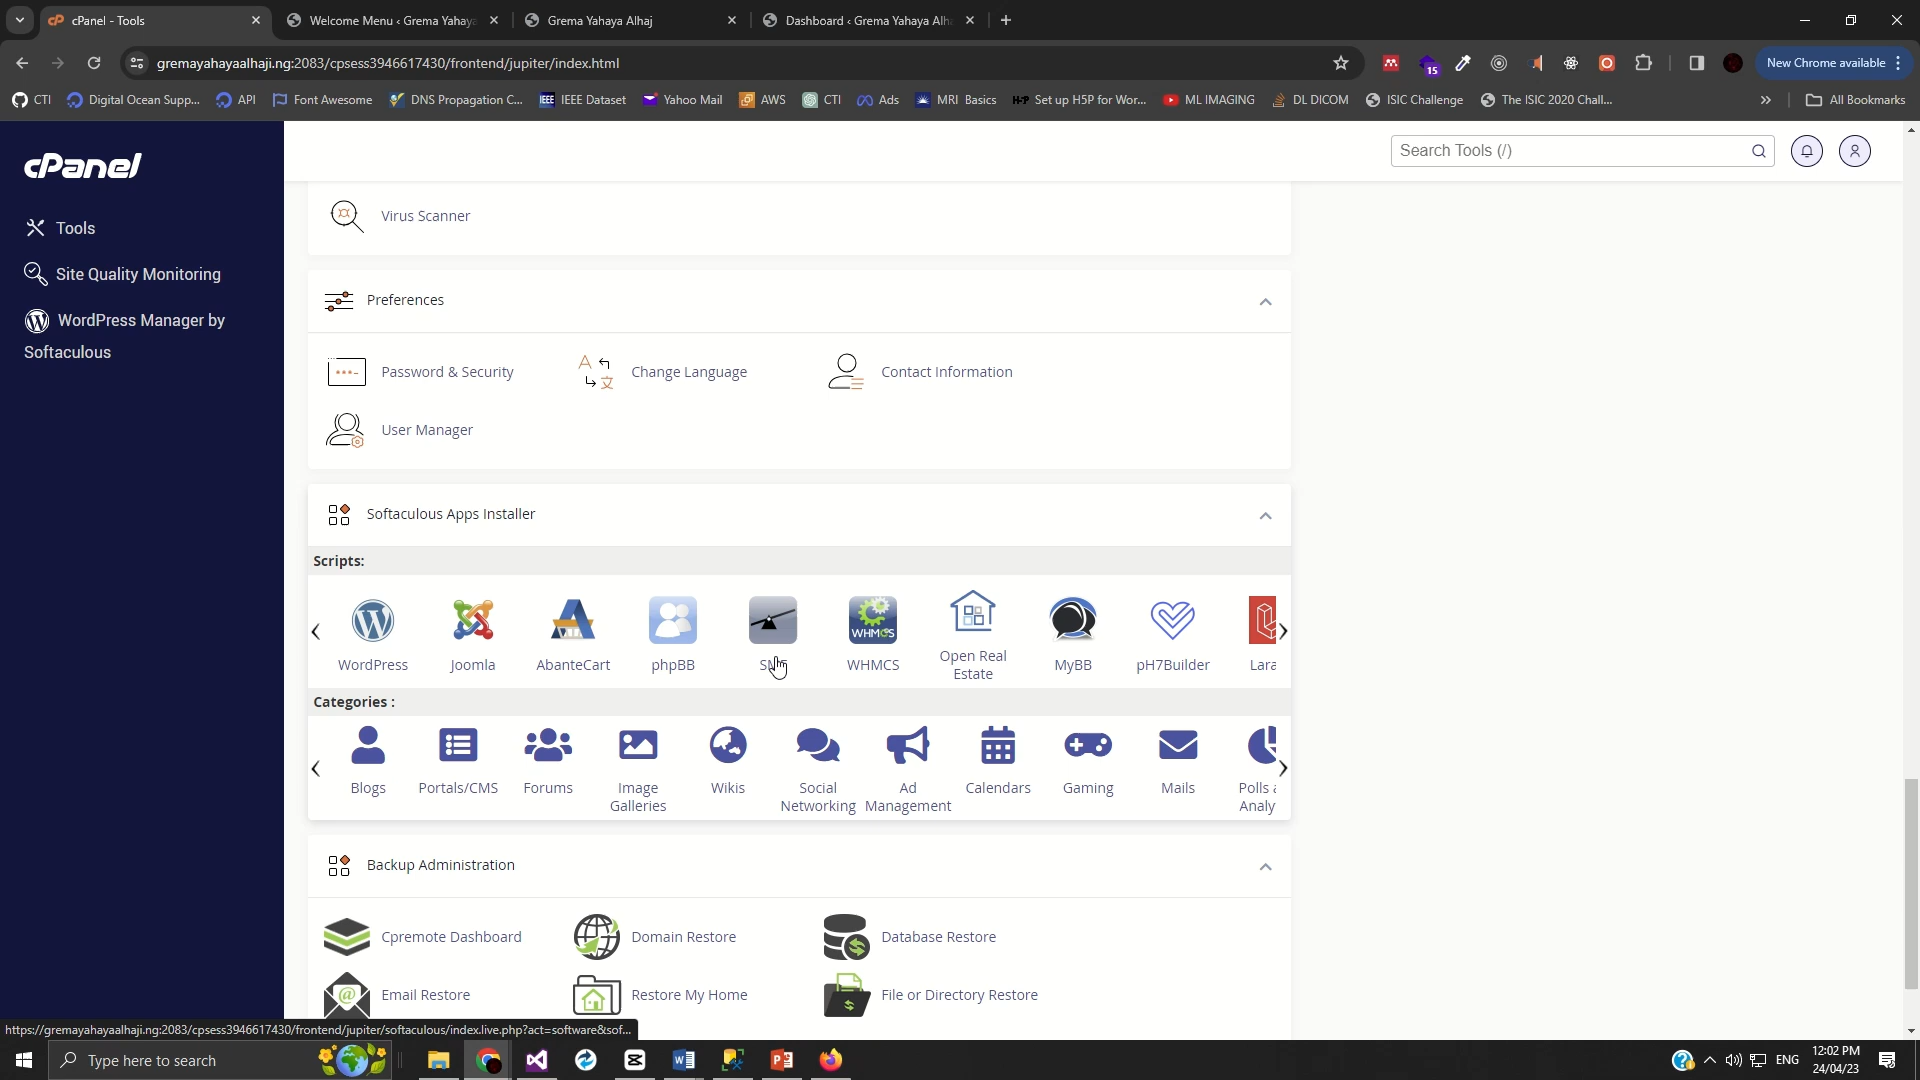 cPanel - Tools
Welcome Menu ‹ Grema Yahaya
Grema Yahaya Alhaj
Dashboard ‹ Grema Yahaya Alh
gremayahayaalhaji.ng:2083/cpsess3946617430/frontend/jupiter/index.html
15
New Chrome available
CTI
Digital Ocean Supp...
API
Font Awesome
DNS Propagation C...
IEEE Dataset
Yahoo Mail
AWS
CTI
Ads
MRI Basics
H-P Set up H5P for Wor...
ML IMAGING
DL DICOM
ISIC Challenge
The ISIC 2020 Chall...
»
All Bookmarks
cPanel
Search Tools (/)
Tools
Site Quality Monitoring
WordPress Manager by
Softaculous
Virus Scanner
Preferences
Password & Security
Change Language
Contact Information
User Manager
Softaculous Apps Installer
Scripts:
WordPress
Joomla
AbanteCart
phpBB
WHMCS
WHMCS
Open Real
Estate
MyBB
pH7Builder
Lara
Categories :
Blogs
Portals/CMS
Forums
Image
Galleries
Wikis
Social
Networking
Ad
Management
Calendars
Gaming
Mails
Polls
Analy
Backup Administration
Cpremote Dashboard
Domain Restore
Database Restore
Email Restore
Restore My Home
File or Directory Restore
https://gremayahayaalhaji.ng:2083/cpsess3946617430/frontend/jupiter/softaculous/index.live.php?act=software&sof...
Type here to search
ENG
12:02 PM
24/04/23